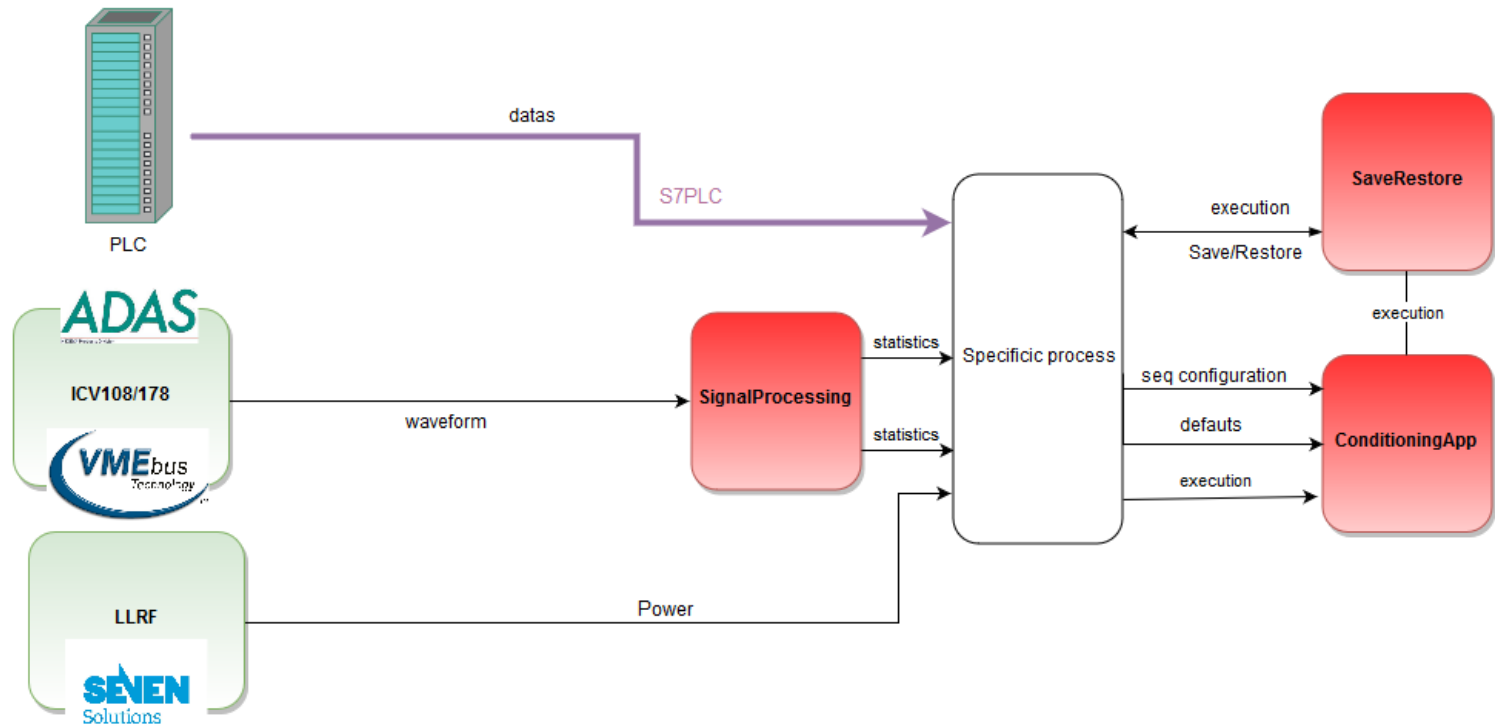 datas
S7PLC
PLC
SaveRestore
execution
Save/Restore
execution
ADAS
ICV108/178
VMEbus
Technology
waveform
SignalProcessing
statistics
statistics
Specificic process
seq configuration
defauts
execution
ConditioningApp
LLRF
Power
SEVEN
Solutions